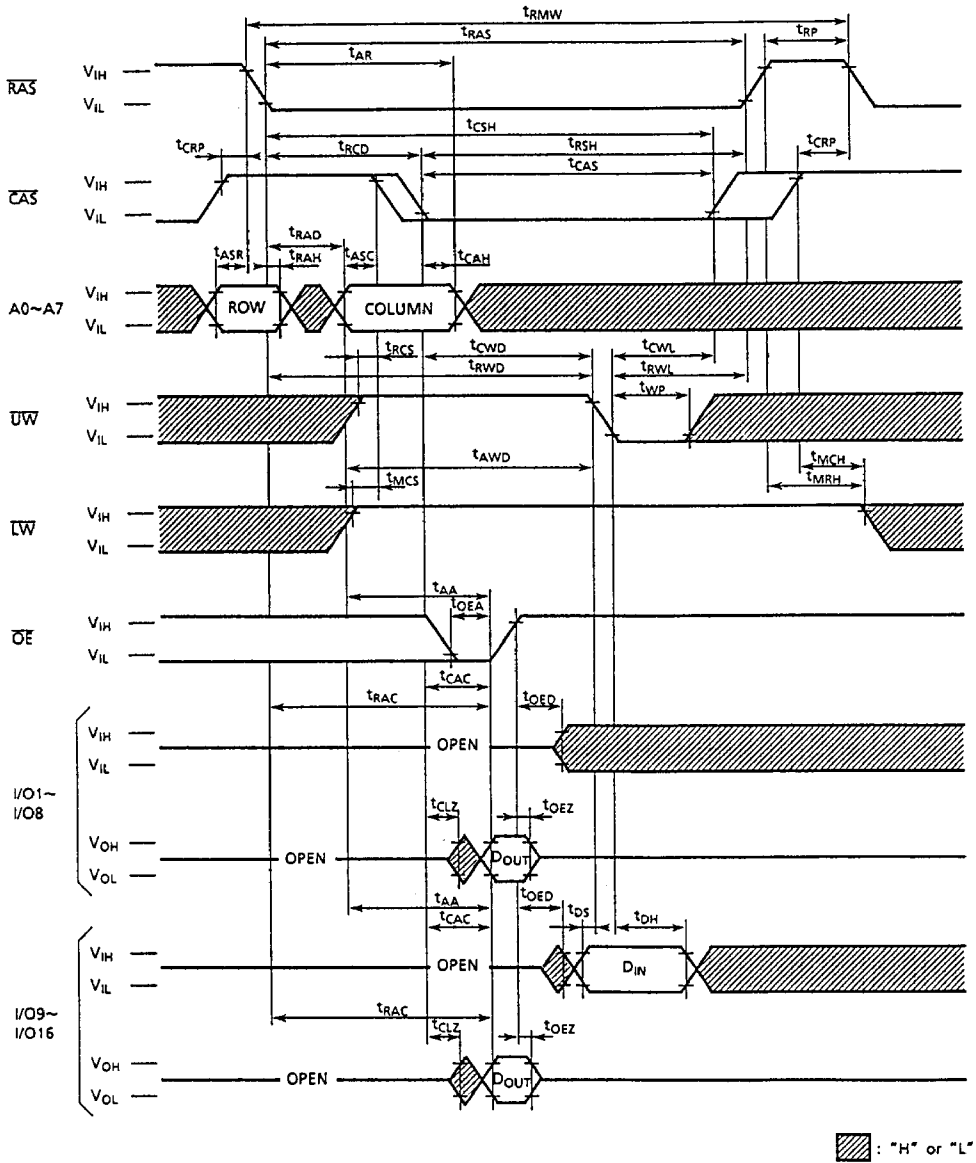 tRMW
tRAS
tRP
tAR
RAS
VIH
VIL
tCSH
tCRP
tRCD
tRSH
tCRP
tCAS
CAS
VIH
VIL
tRAD
tASR
tRAH
tASC
tCAH
A0~A7
VIH
VIL
ROW
COLUMN
tRCS
tCWD
tCWL
tRWD
tRWL
tWP
UW
VIH
VIL
tAWD
tMCH
tMCS
tMRH
LW
VIH
VIL
tAA
tOEA
OE
VIH
VIL
tCAC
tRAC
tOED
VIH
OPEN
VIL
I/O1~
I/O8
tCLZ
tOEZ
VOH
OPEN
DOUT
VOL
tAA
tOED
tCAC
tDS
tDH
VIH
OPEN
DIN
VIL
I/O9~
I/O16
tRAC
tCLZ
tOEZ
VOH
OPEN
DOUT
VOL
: "H" or "L"